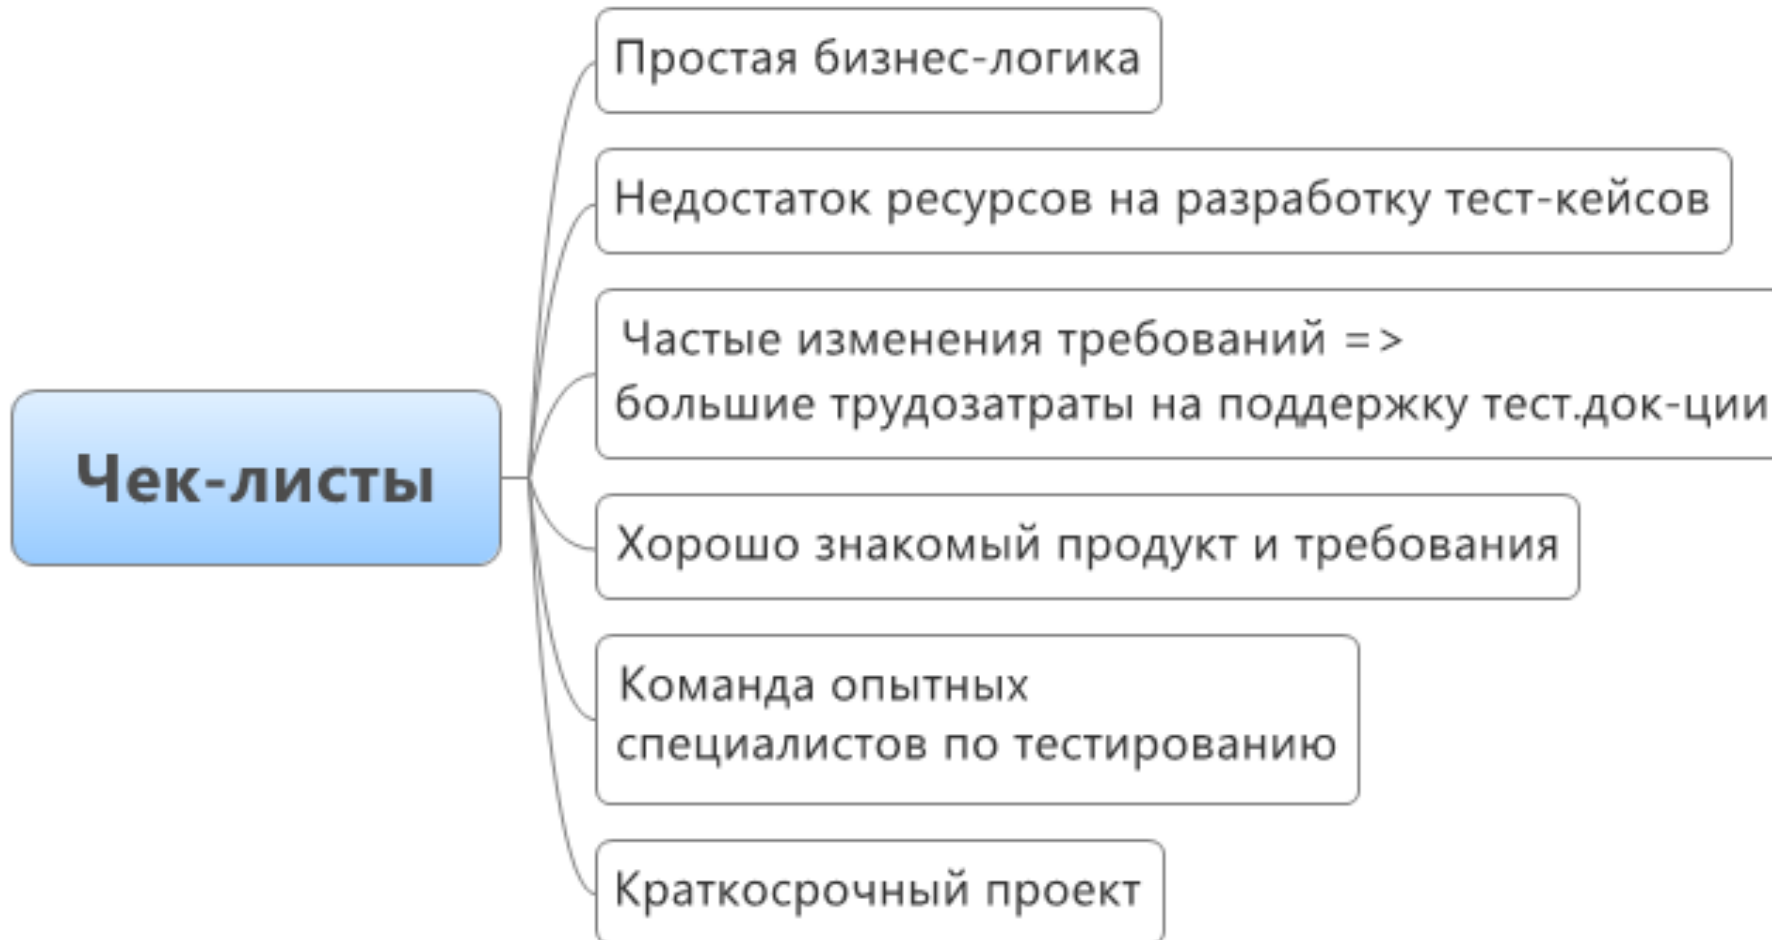 Простая бизнес-логика
Недостаток ресурсов на разработку тест-кейсов
Частые изменения требований =>
большие трудозатраты на поддержку тест.док-ции
Чек-листы
Хорошо знакомый продукт и требования
Команда опытных
специалистов по тестированию
Краткосрочный проект